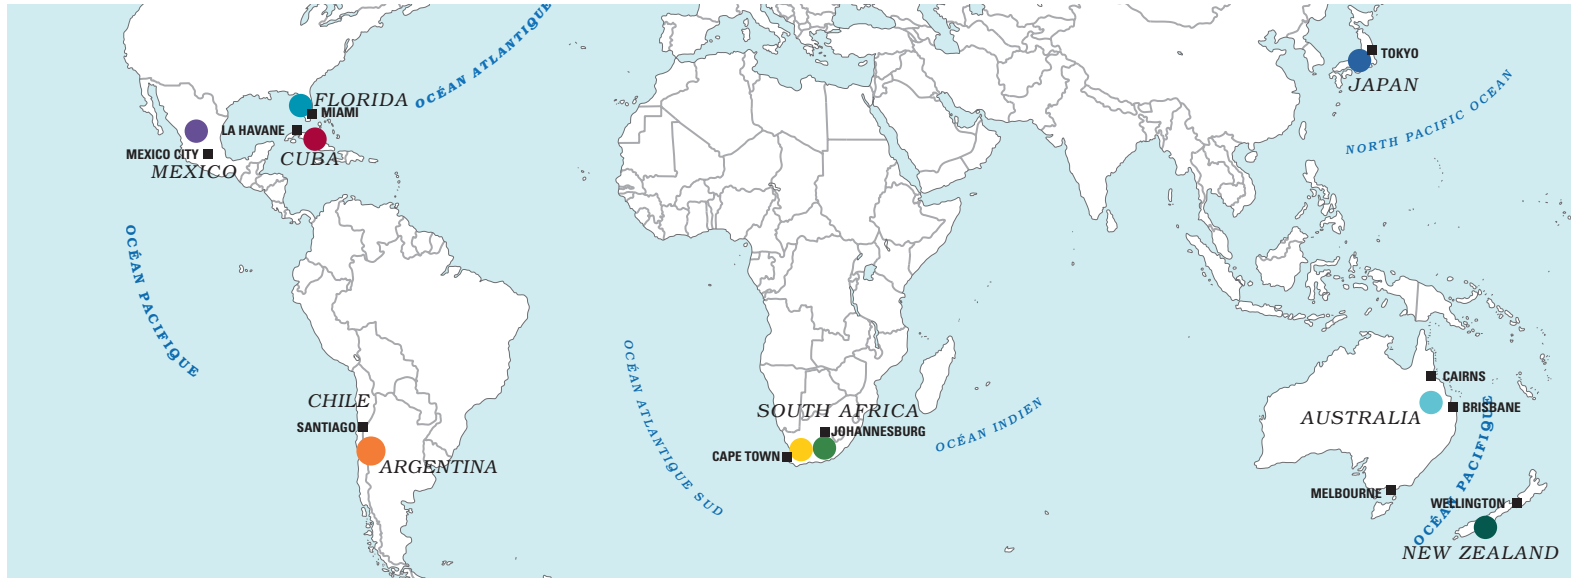 OCÉAN ATLANTIQUE
FLORIDA
MIAMI
LA HAVANE
CUBA
MEXICO CITY
MEXICO
OCÉAN PACIFIQUE
CHILE
SANTIAGO
ARGENTINA
OCÉAN ATLANTIQUE SUD
SOUTH AFRICA
JOHANNESBURG
CAPE TOWN
OCÉAN INDIEN
TOKYO
JAPAN
NORTH PACIFIC OCEAN
CAIRNS
BRISBANE
AUSTRALIA
MELBOURNE
OCÉAN PACIFIQUE
WELLINGTON
NEW ZEALAND